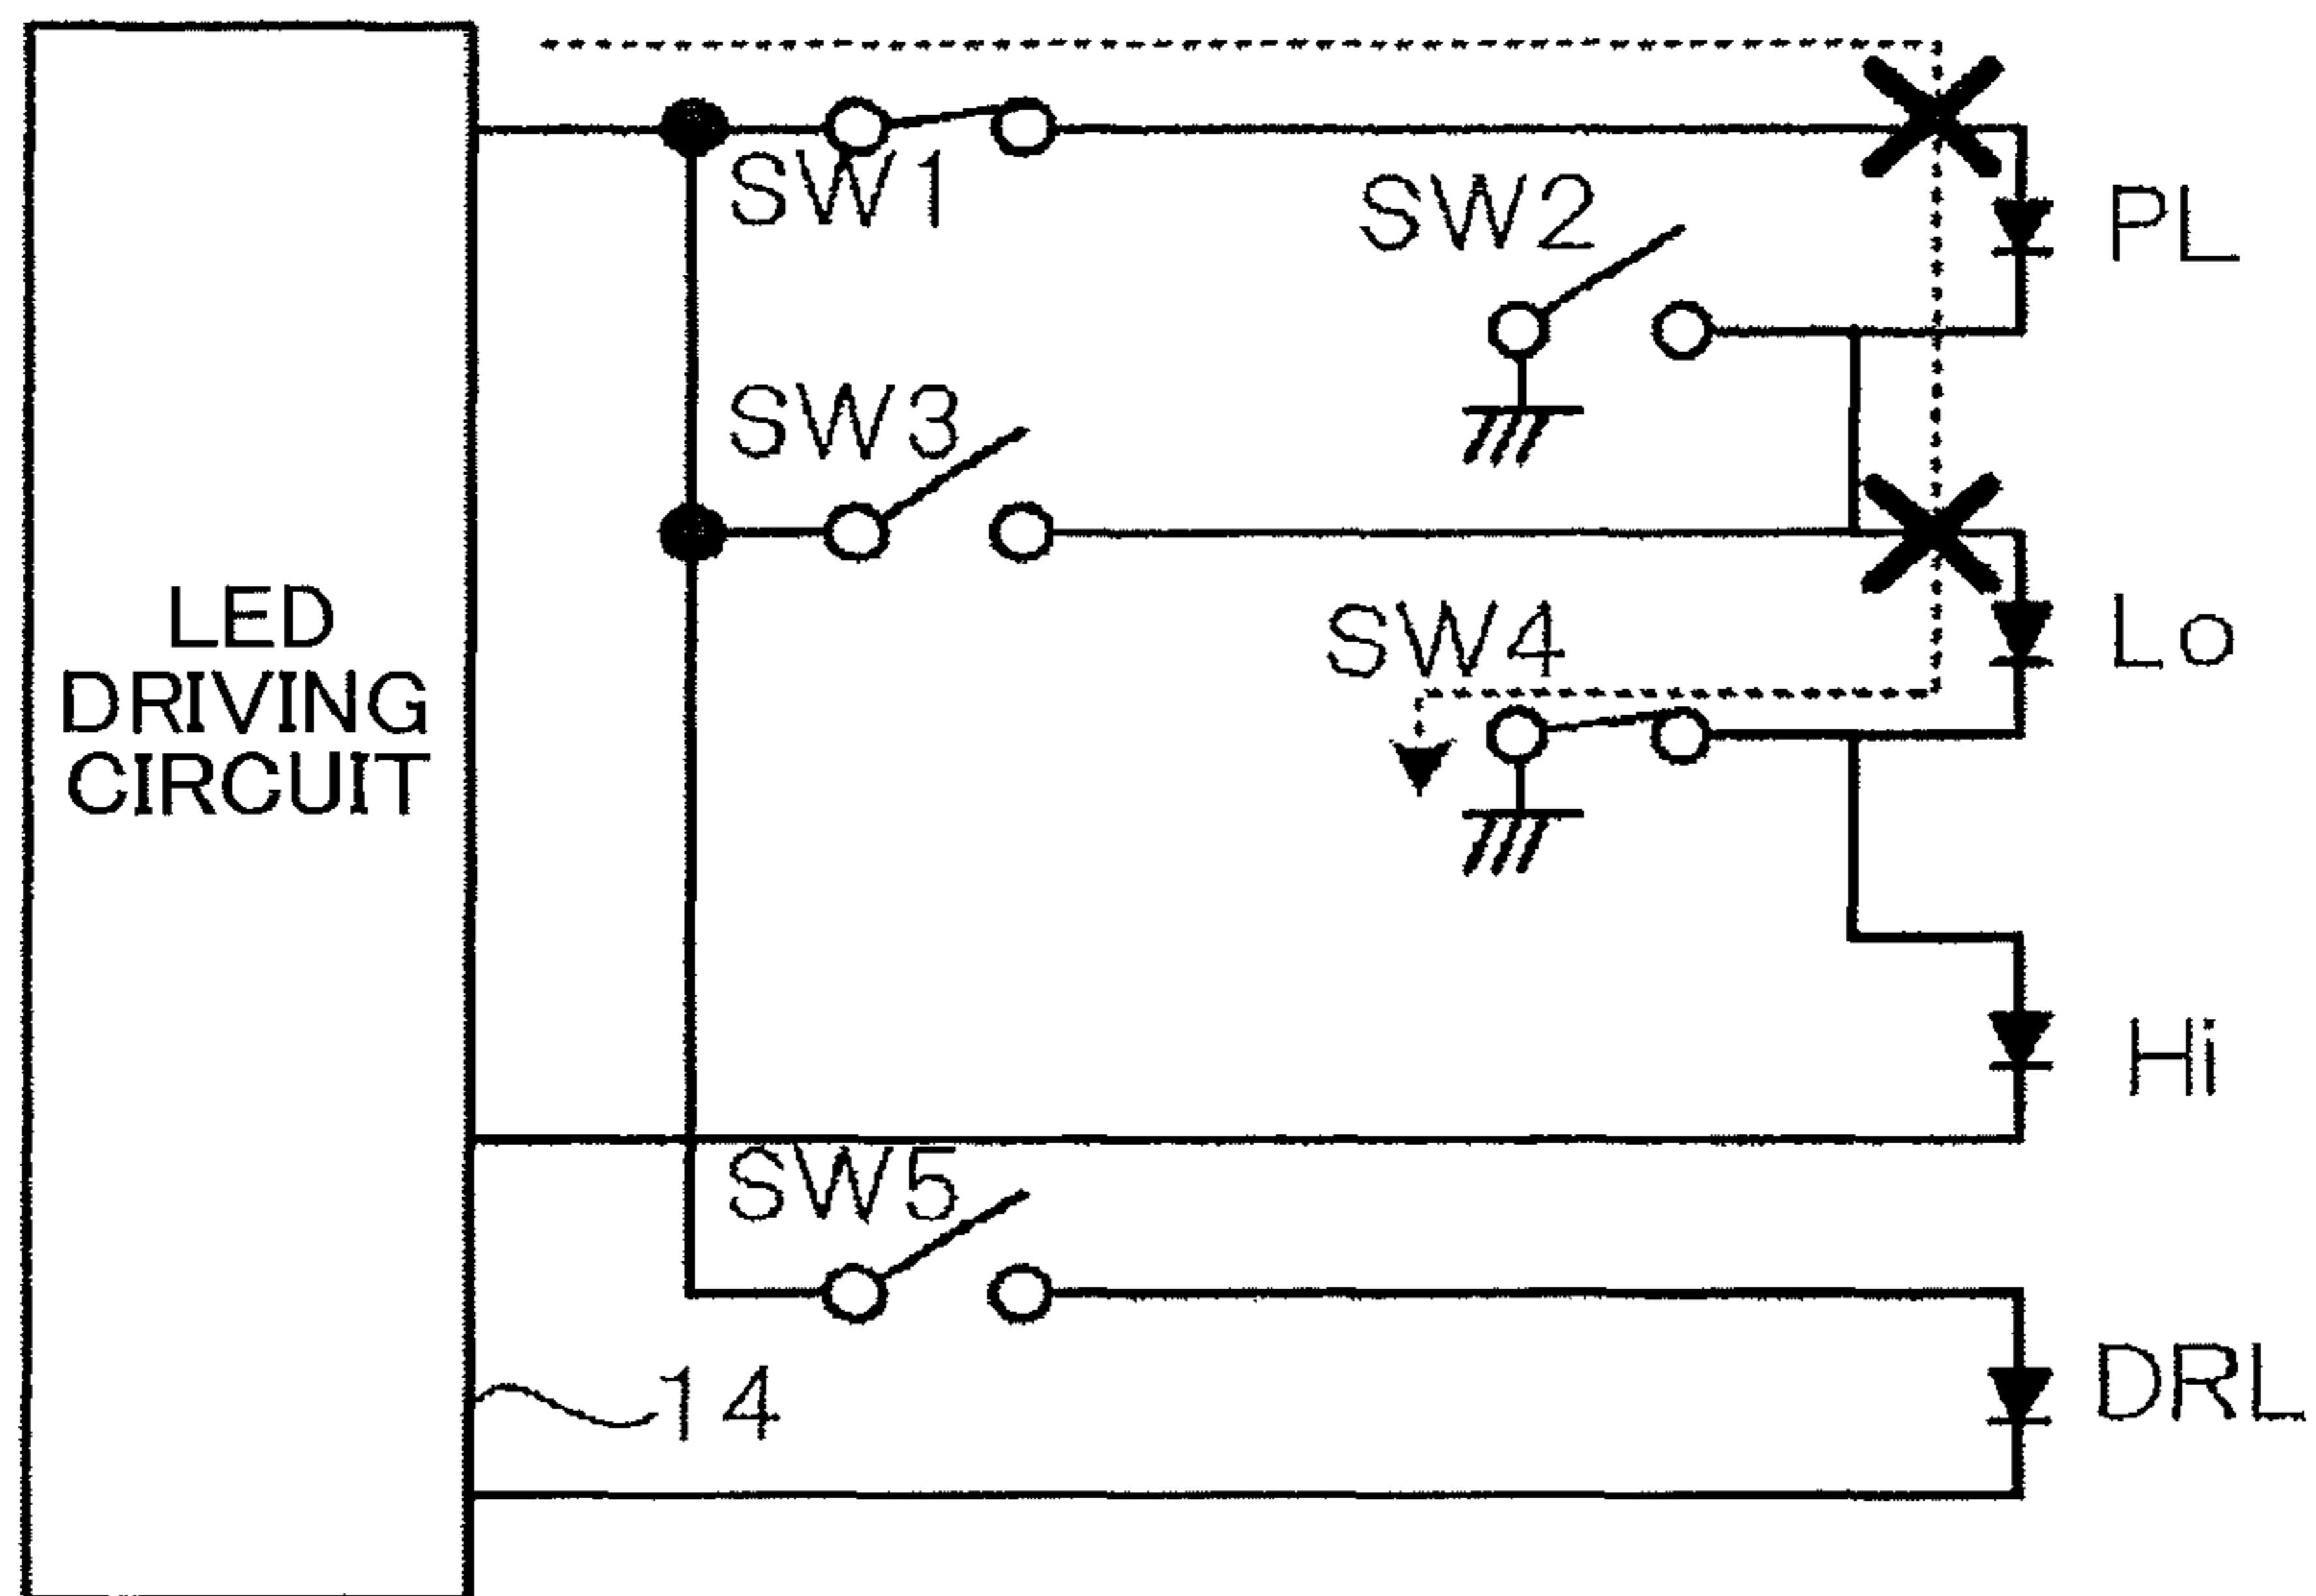 SW1
SW2
PL
SW3
LED
DRIVING
CIRCUIT
SW4
Lo
Hi
SW5
14
DRL